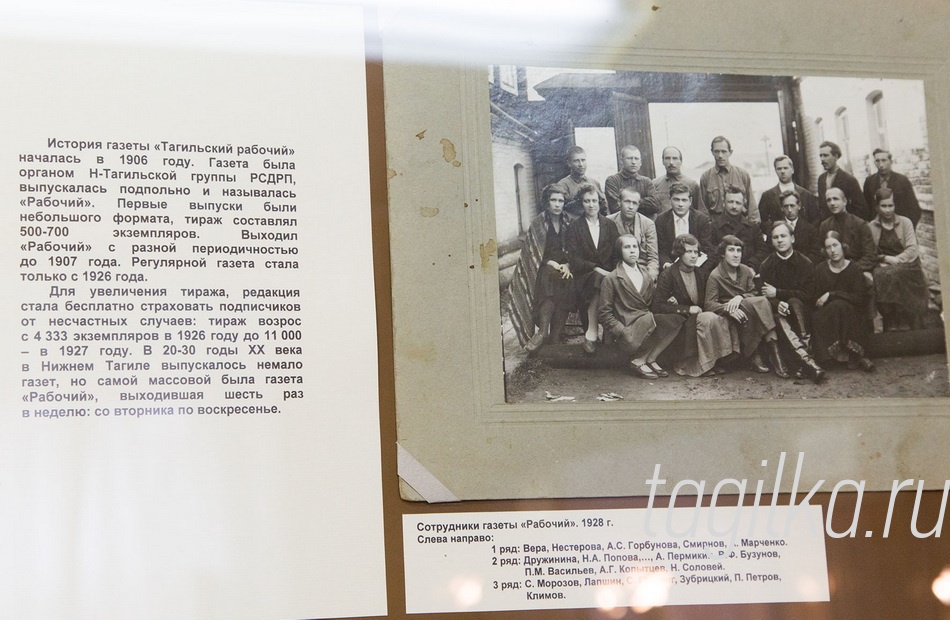 История газеты «Тагильский рабочий»
началась в 1906 году. Газета была
органом Н-Тагильской группы РСДРП,
выпускалась подпольно и называлась
«Рабочий». Первые выпуски были
небольшого формата, тираж составлял
500-700 экземпляров. Выходил
«Рабочий» с разной периодичностью
до 1907 года. Регулярной газета стала
только с 1926 года.
Для увеличения тиража, редакция
стала бесплатно страховать подписчиков
от несчастных случаев: тираж возрос
с 4 333 экземпляров в 1926 году до 11 000
– в 1927 году. В 20-30 годы XX века
в Нижнем Тагиле выпускалось немало
газет, но самой массовой была газета
«Рабочий», выходившая шесть раз
в неделю: со вторника по воскресенье.
tagilka.ru
Сотрудники газеты «Рабочий». 1928 г.
Слева направо:
1 ряд: Вера, Нестерова, А.С. Горбунова, Смирнов, Марченко.
2 ряд: Дружинина, Н.А. Попова,..., А. Бузунов,
П.М. Васильев, А.Г. Копытцев, Н. Соловей.
3 ряд: С. Морозов, Лапшин, Зубрицкий, П. Петров,
Климов.